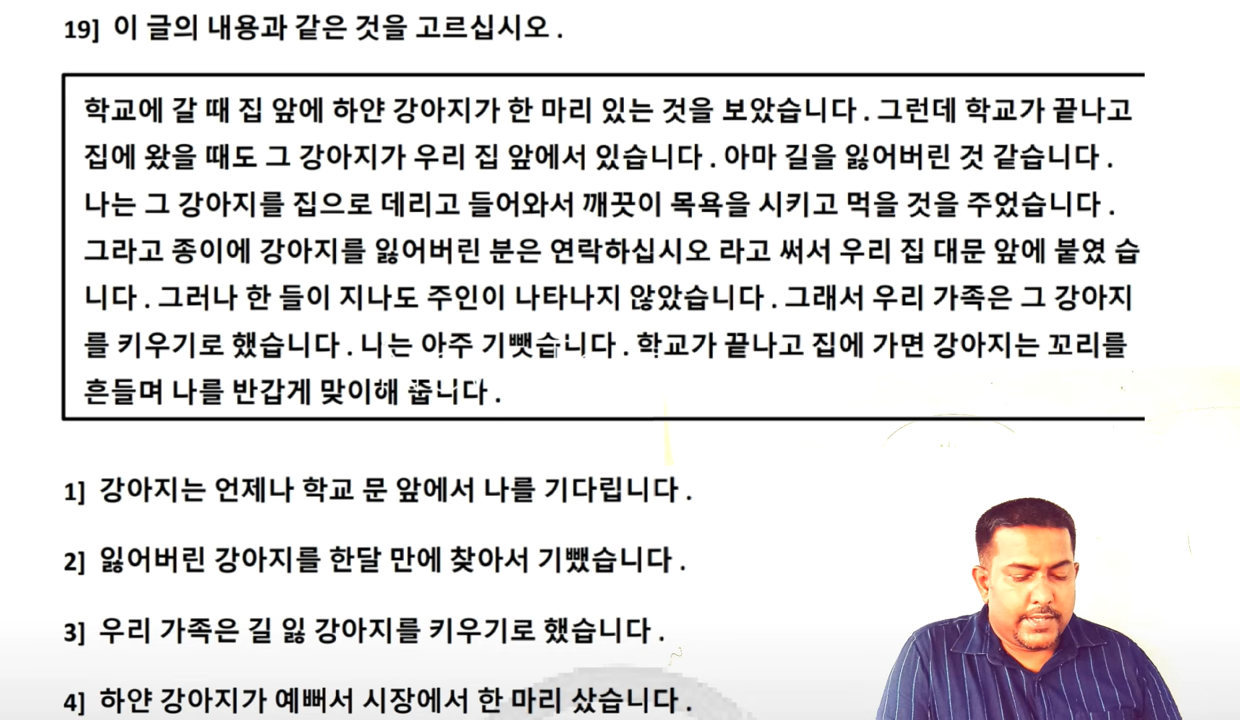 19] 이 글의 내용과 같은 것을 고르십시오 .
학교에 갈 때 집 앞에 하얀 강아지가 한 마리 있는 것을 보았습니다 . 그런데 학교가 끝나고
집에 왔을 때도 그 강아지가 우리 집 앞에서 있습니다 . 아마 길을 잃어버린 것 같습니다 .
나는 그 강아지를 집으로 데리고 들어와서 깨끗이 목욕을 시키고 먹을 것을 주었습니다 .
그라고 종이에 강아지를 잃어버린 분은 연락하십시오 라고 써서 우리 집 대문 앞에 붙였 습
니다 . 그러나 한 들이 지나도 주인이 나타나지 않았습니다 . 그래서 우리 가족은 그 강아지
를 키우기로 했습니다 . 니는 아주 기뻿습니다 . 학교가 끝나고 집에 가면 강아지는 꼬리를
흔들며 나를 반갑게 맞이해 줍니다 .
1] 강아지는 언제나 학교 문 앞에서 나를 기다립니다 .
2] 잃어버린 강아지를 한달 만에 찾아서 기뻤습니다 .
3] 우리 가족은 길 잃 강아지를 키우기로 했습니다 .
4] 하얀 강아지가 예뻐서 시장에서 한 마리 샀습니다 .